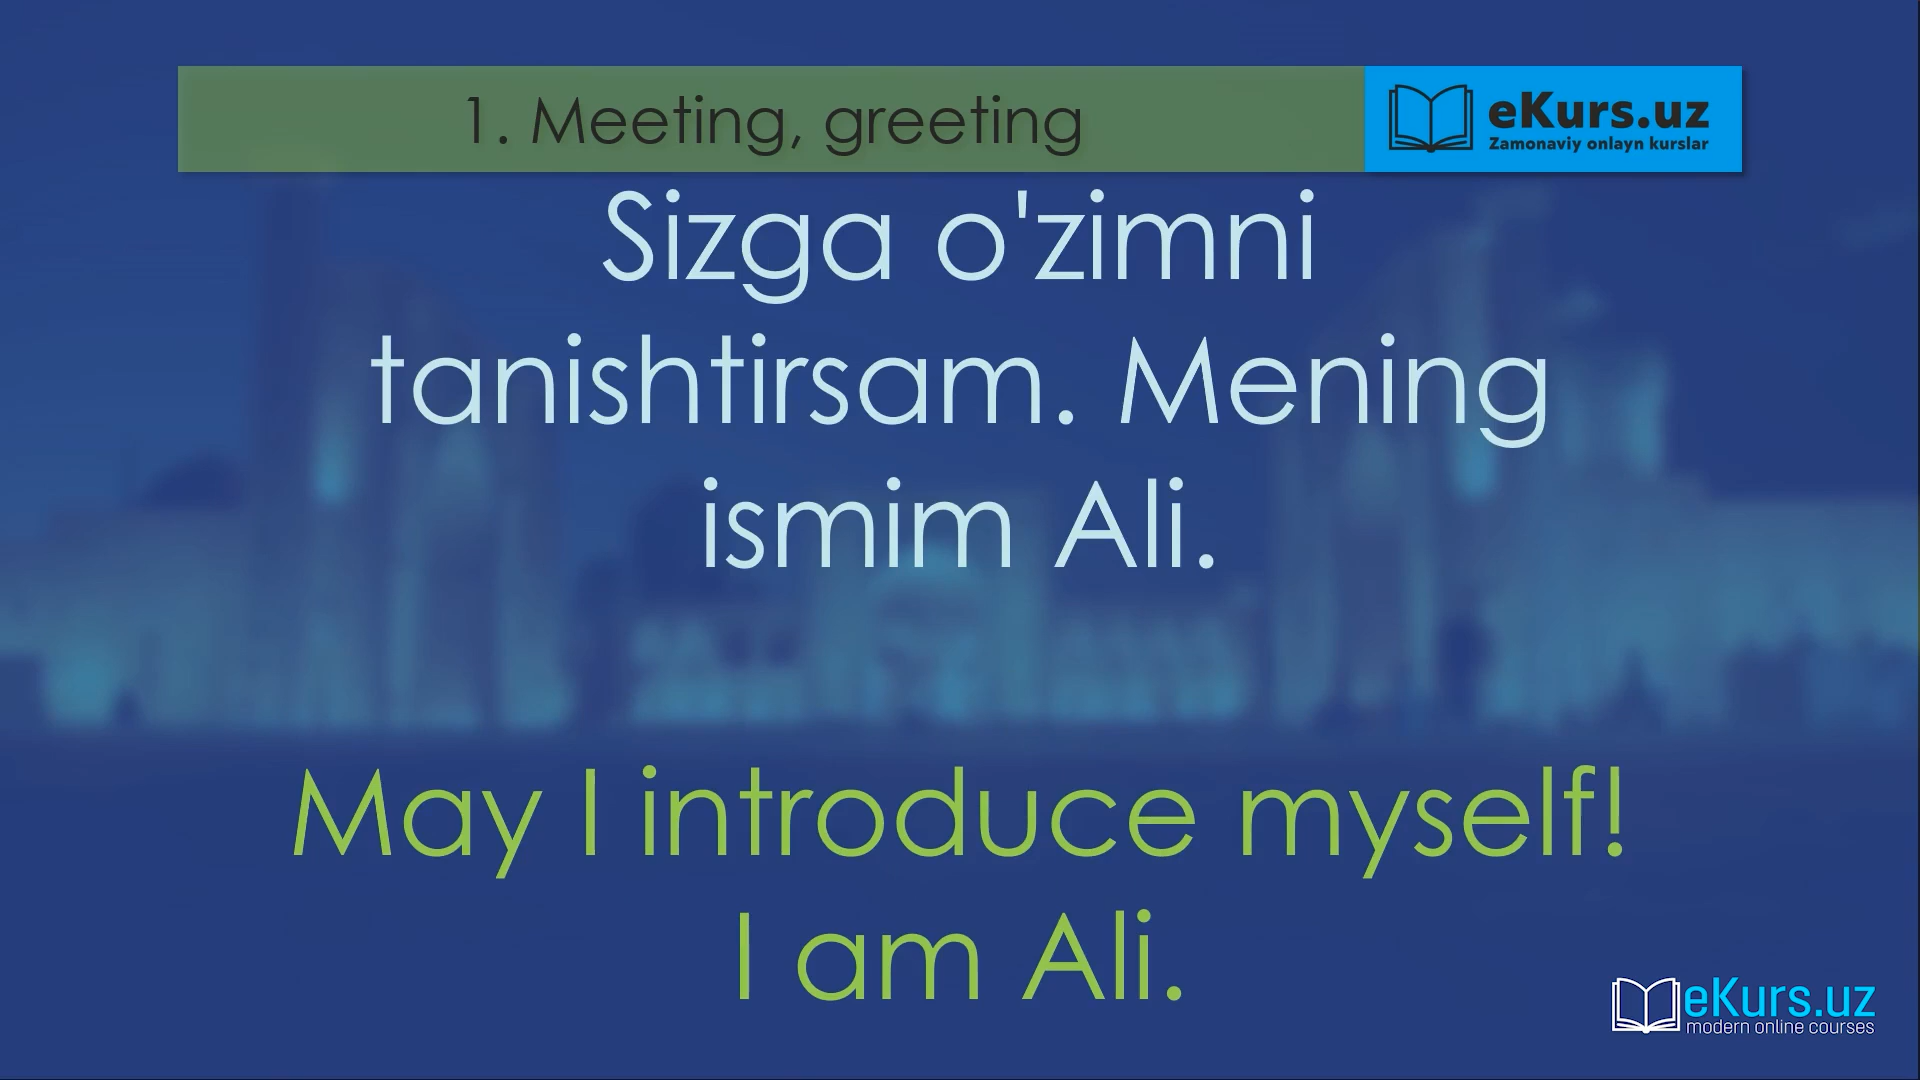 1. Meeting, greeting
eKurs.uz
Zamonaviy onlayn kurslar
Sizga o'zimni
tanishtirsam. Mening
ismim Ali.
May I introduce myself!
I am Ali.
eKurs.uz
modern online courses